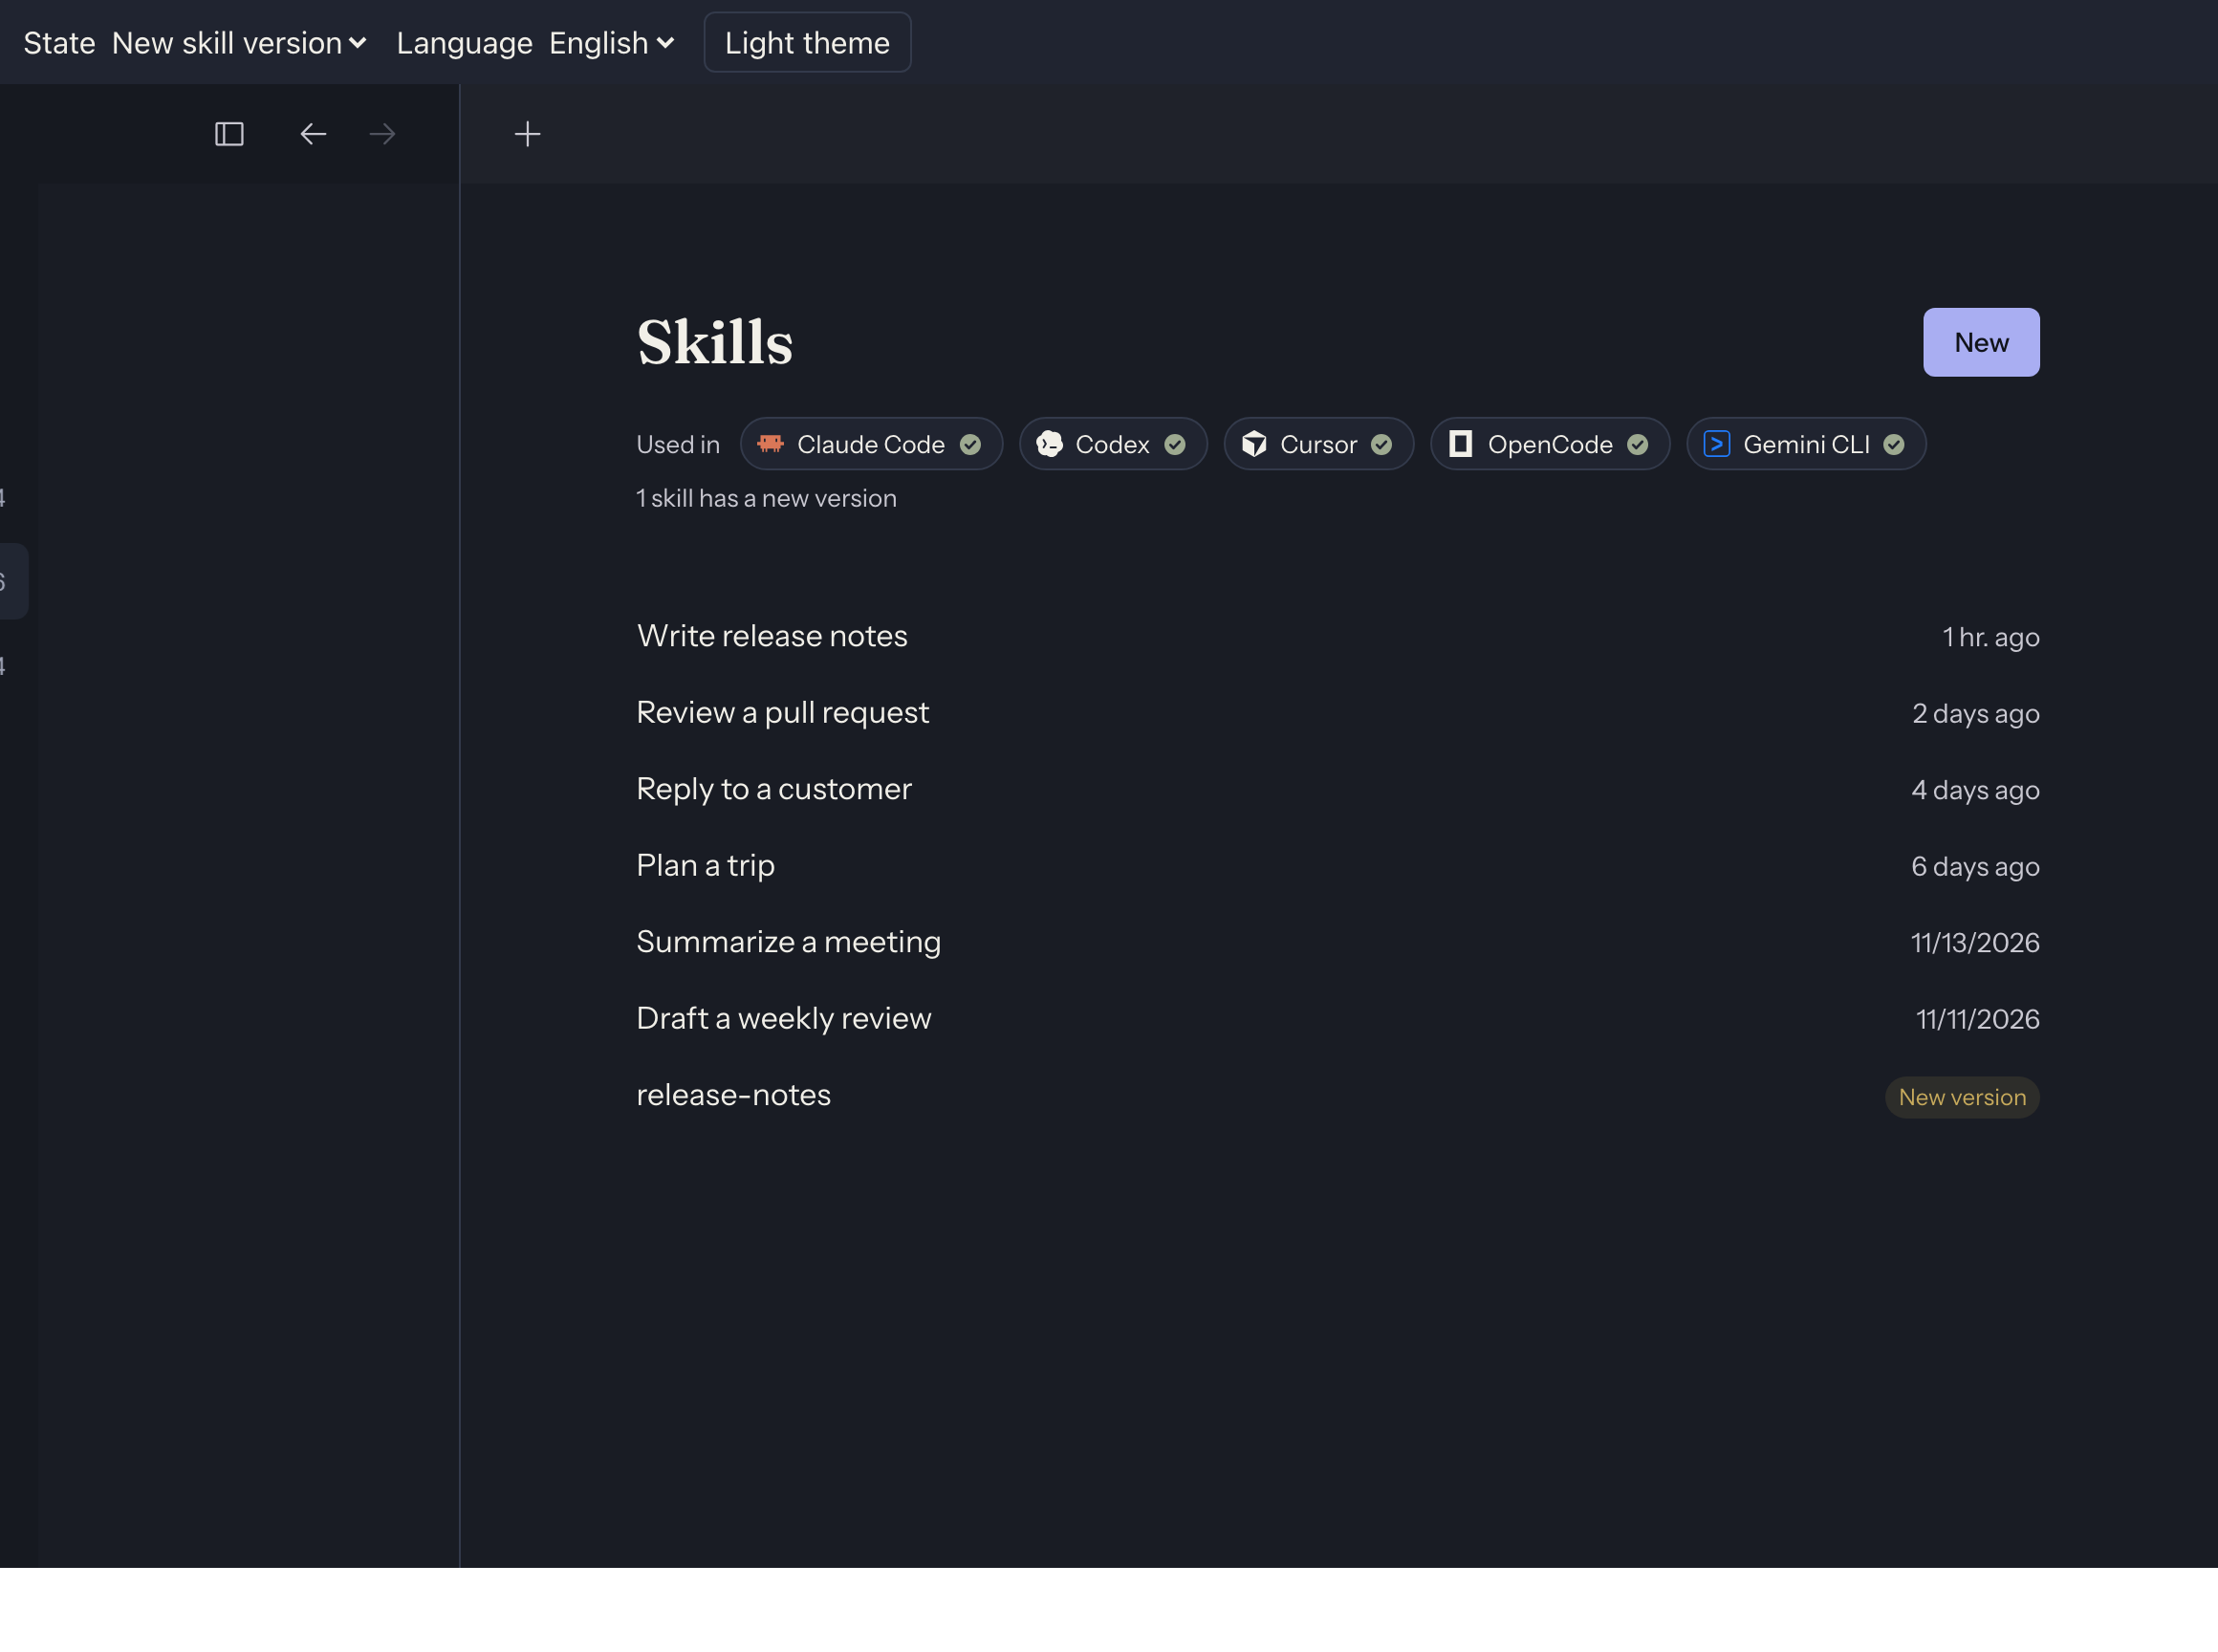 State New skill version Language English Light theme
Skills
New
Used in Claude Code Codex Cursor OpenCode Gemini CLI
1 skill has a new version
Write release notes 1 hr. ago
Review a pull request 2 days ago
Reply to a customer 4 days ago
Plan a trip 6 days ago
Summarize a meeting 11/13/2026
Draft a weekly review 11/11/2026
release-notes New version